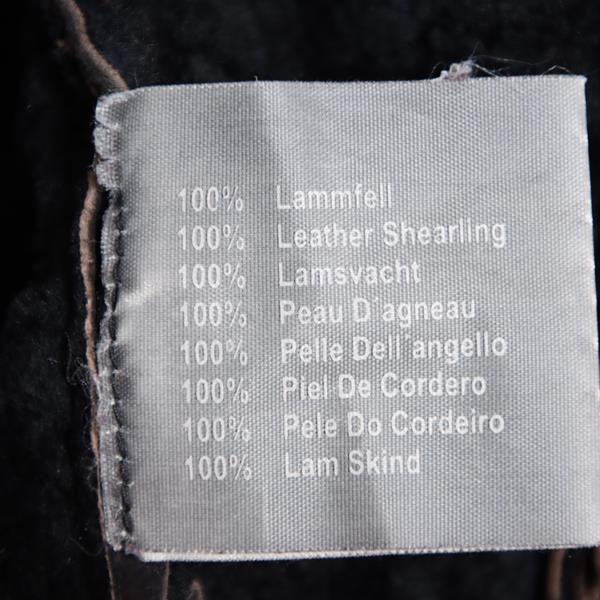 100% Lammfell
100% Leather Shearling
100% Lamsvacht
100% Peau D´agneau
100% Pelle Dell´angello
100% Piel De Cordero
100% Pele Do Cordeiro
100% Lam Skind